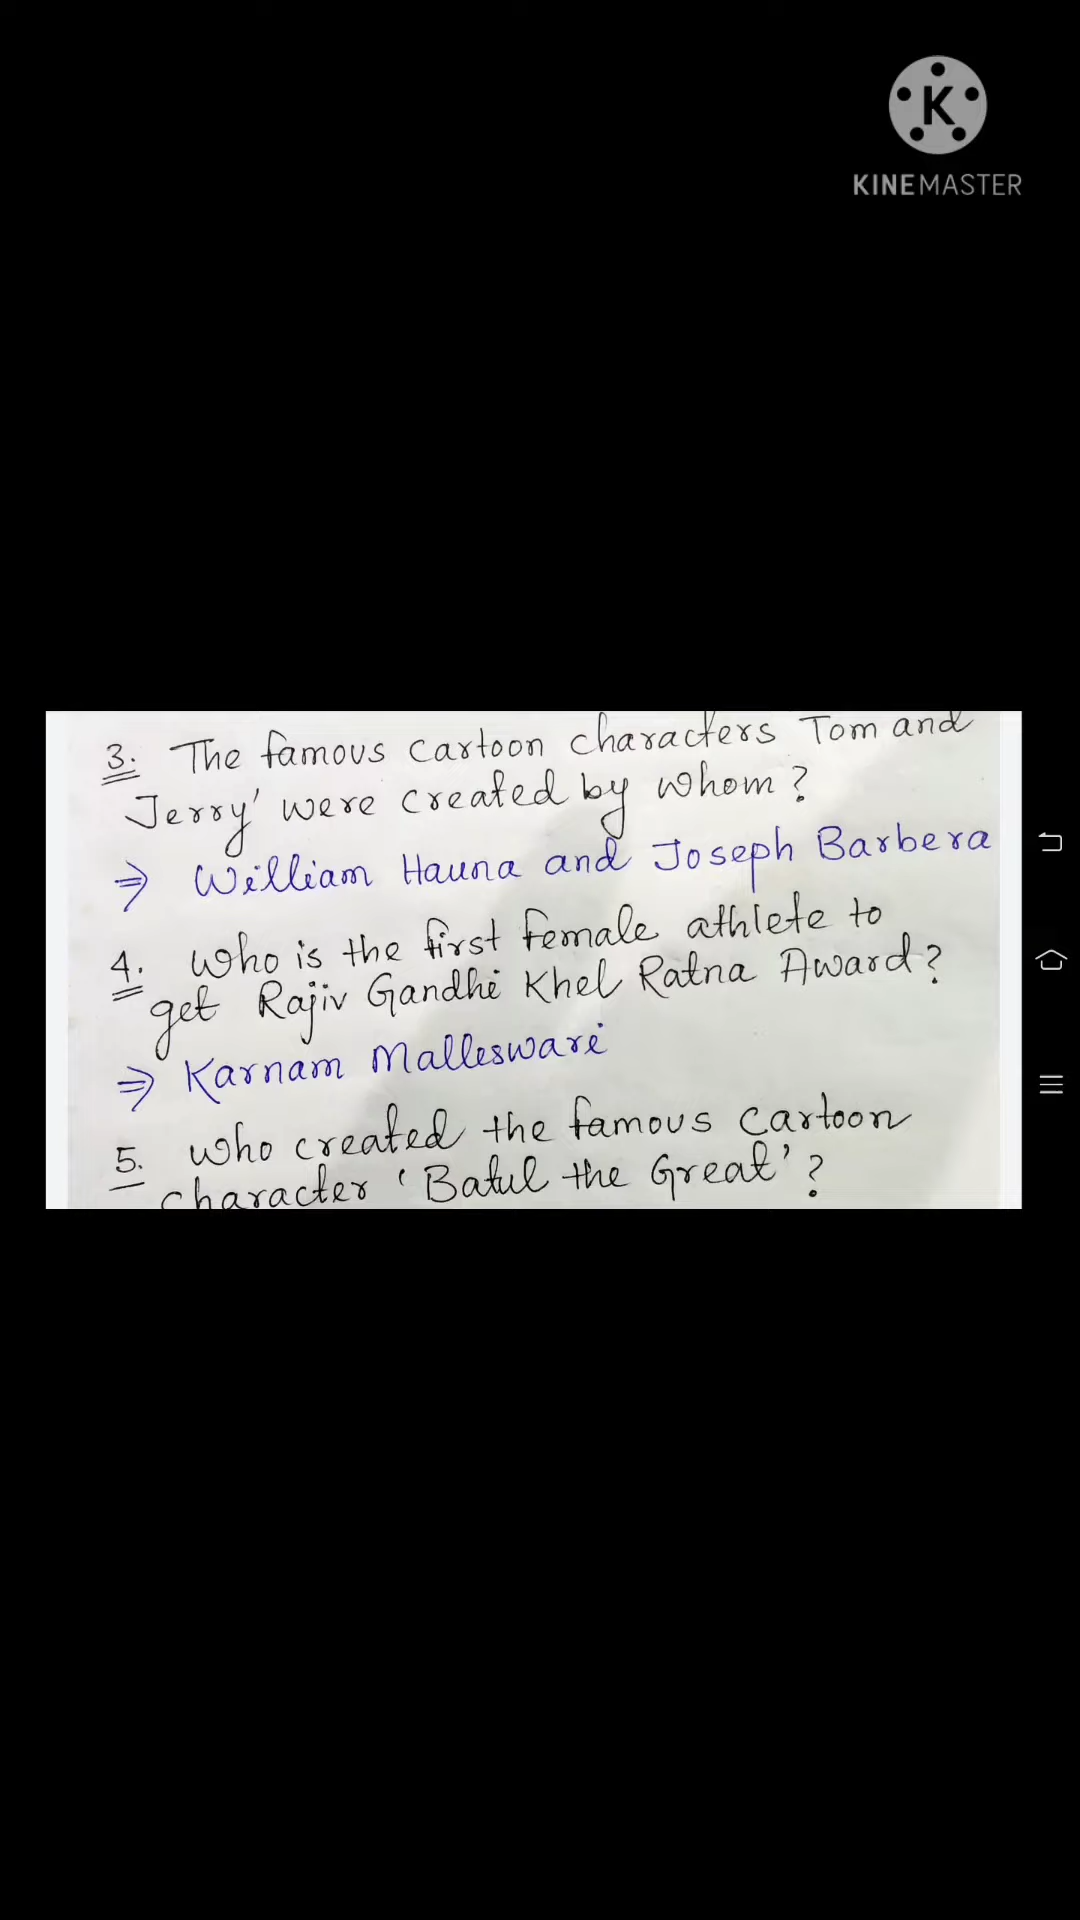 KINEMASTER
3. The famous cartoon characters Tom and
Jerry' were created by whom?
⇒ William Hauna and Joseph Barbera
4. Who is the first female athlete to
get Rajiv Gandhi Khel Ratna Award?
⇒ Karnam Malleswari
5. Who created the famous cartoon
character 'Batul the Great'?